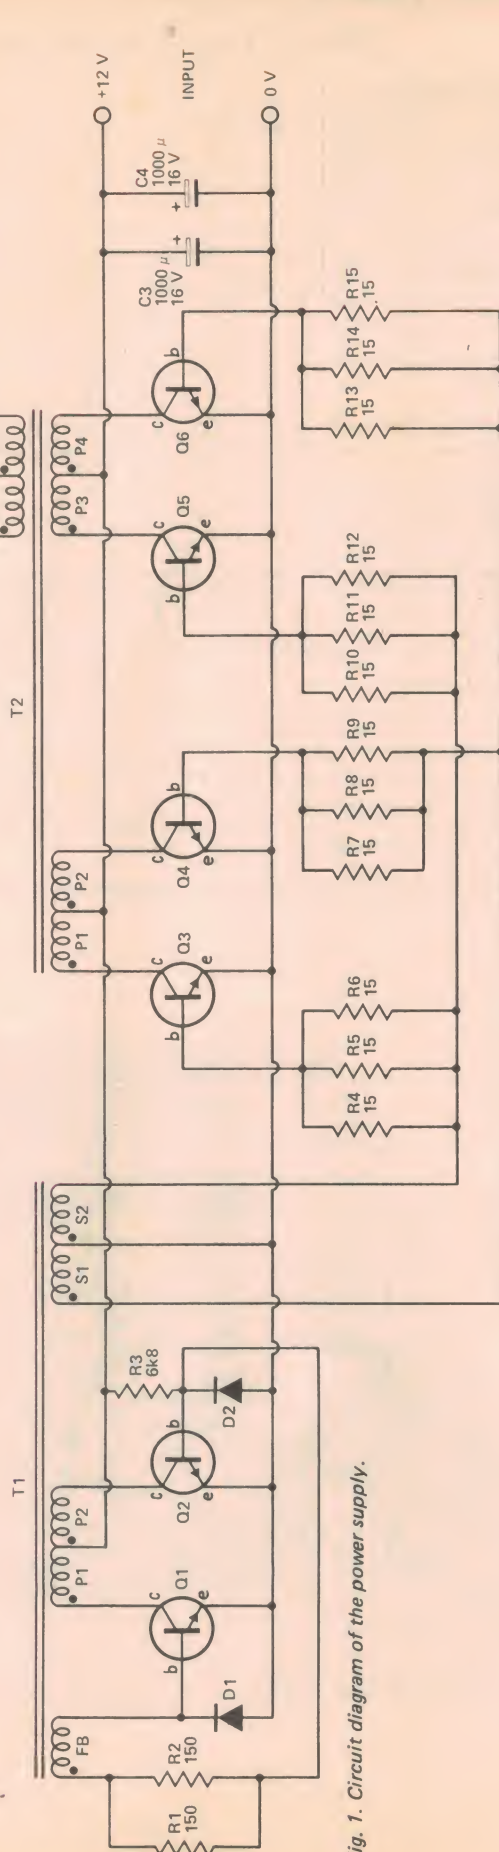 T1
T2
FB
P1
P2
S1
S2
P1
P2
P3
P4
+12 V
INPUT
0 V
C3
1000 µ
16 V
+
C4
1000 µ
16 V
+
R1
150
R2
150
D1
b
c
e
Q1
b
c
e
Q2
R3
6k8
D2
b
c
e
Q3
b
c
e
Q4
b
c
e
Q5
b
c
e
Q6
R4
15
R5
15
R6
15
R7
15
R8
15
R9
15
R10
15
R11
15
R12
15
R13
15
R14
15
R15
15
ig. 1. Circuit diagram of the power supply.